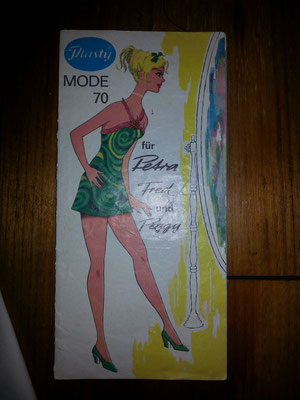 Plasty
MODE
70
für
Petra
Fred
und
Peggy